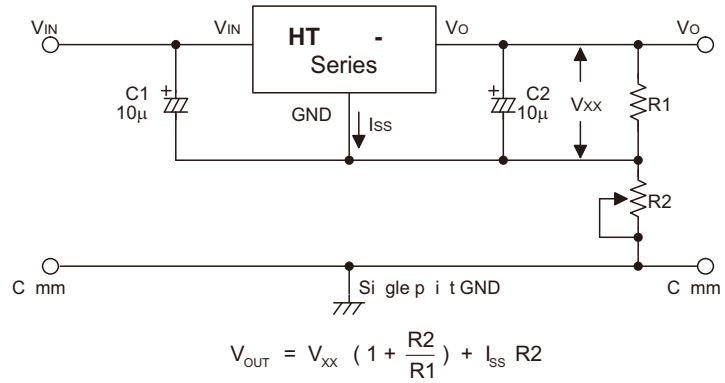 VIN
VIN
HT -
Series
VO
VO
C1
10μ
GND
ISS
C2
10μ
VXX
R1
R2
C mm
Si gle p i t GND
C mm
VOUT = VXX ( 1 + R2/R1 ) + ISS R2